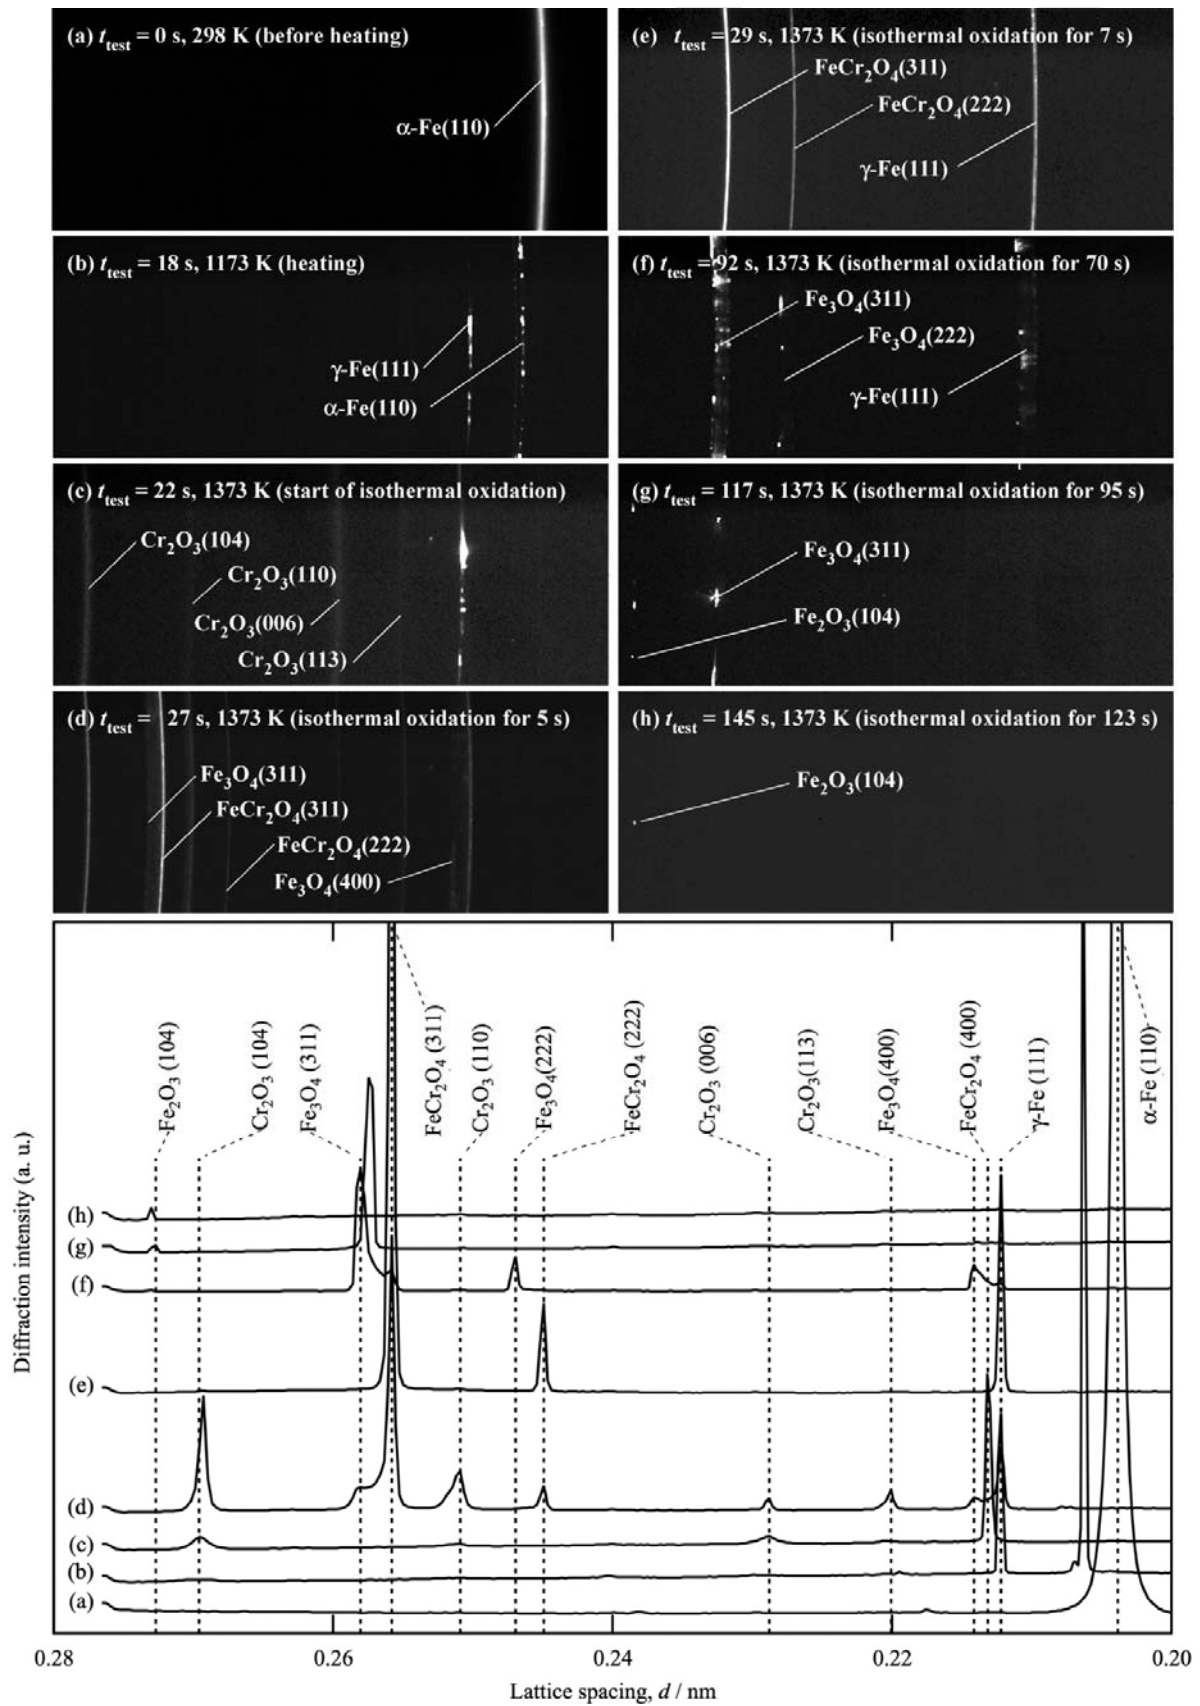 (a) t_test = 0 s, 298 K (before heating)
α-Fe(110)
(b) t_test = 18 s, 1173 K (heating)
γ-Fe(111)
α-Fe(110)
(c) t_test = 22 s, 1373 K (start of isothermal oxidation)
Cr₂O₃(104)
Cr₂O₃(110)
Cr₂O₃(006)
Cr₂O₃(113)
(d) t_test = 27 s, 1373 K (isothermal oxidation for 5 s)
Fe₃O₄(311)
FeCr₂O₄(311)
FeCr₂O₄(222)
Fe₃O₄(400)
(e) t_test = 29 s, 1373 K (isothermal oxidation for 7 s)
FeCr₂O₄(311)
FeCr₂O₄(222)
γ-Fe(111)
(f) t_test = 92 s, 1373 K (isothermal oxidation for 70 s)
Fe₃O₄(311)
Fe₃O₄(222)
γ-Fe(111)
(g) t_test = 117 s, 1373 K (isothermal oxidation for 95 s)
Fe₃O₄(311)
Fe₂O₃(104)
(h) t_test = 145 s, 1373 K (isothermal oxidation for 123 s)
Fe₂O₃(104)
Fe₂O₃ (104)
Cr₂O₃ (104)
Fe₃O₄ (311)
FeCr₂O₄ (311)
Cr₂O₃ (110)
Fe₃O₄(222)
FeCr₂O₄ (222)
Cr₂O₃ (006)
Cr₂O₃(113)
Fe₃O₄(400)
FeCr₂O₄ (400)
γ-Fe (111)
α-Fe (110)
Diffraction intensity (a. u.)
(h)
(g)
(f)
(e)
(d)
(c)
(b)
(a)
0.28
0.26
0.24
0.22
0.20
Lattice spacing, d / nm